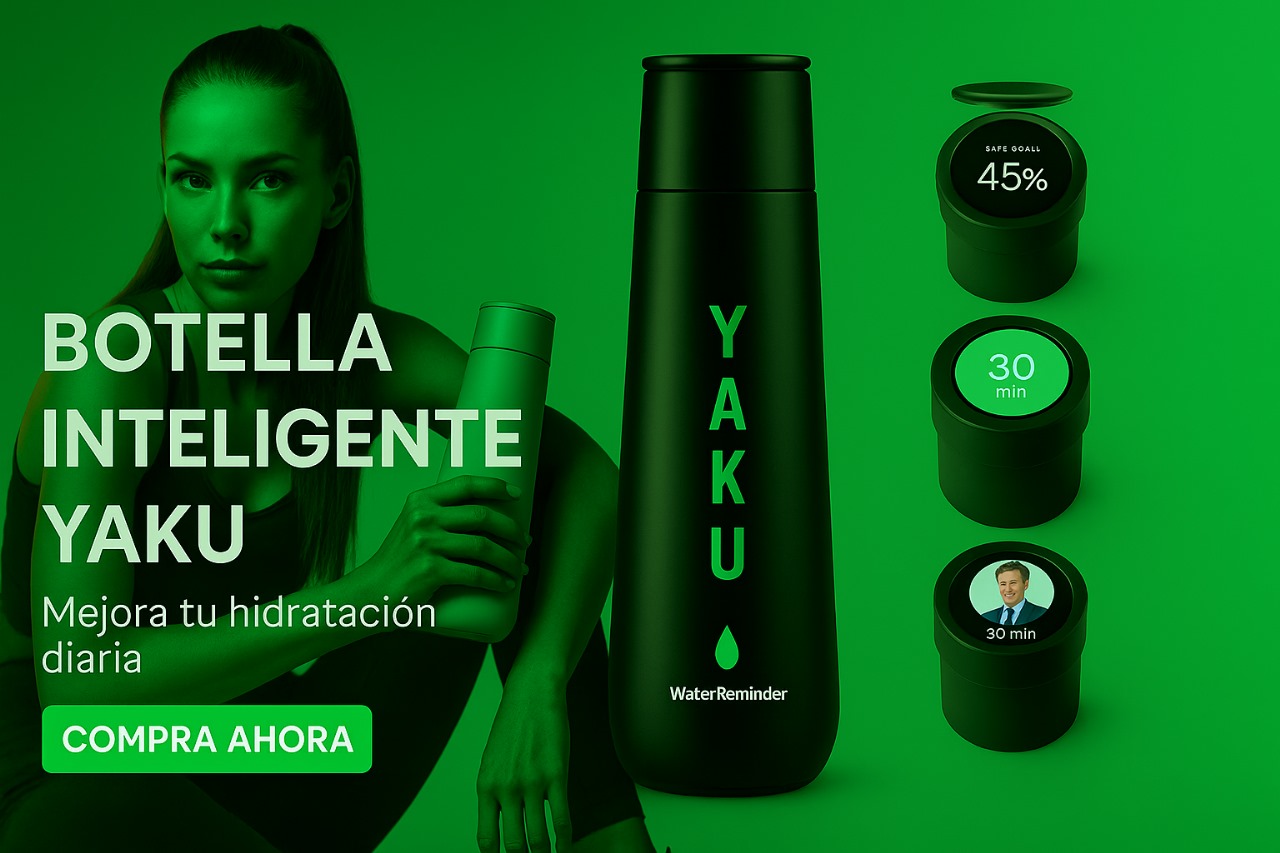 BOTELLA
INTELIGENTE
YAKU
Mejora tu hidratación
diaria
COMPRA AHORA
YAKU
WaterReminder
SAFE GOALL
45%
30
min
30 min